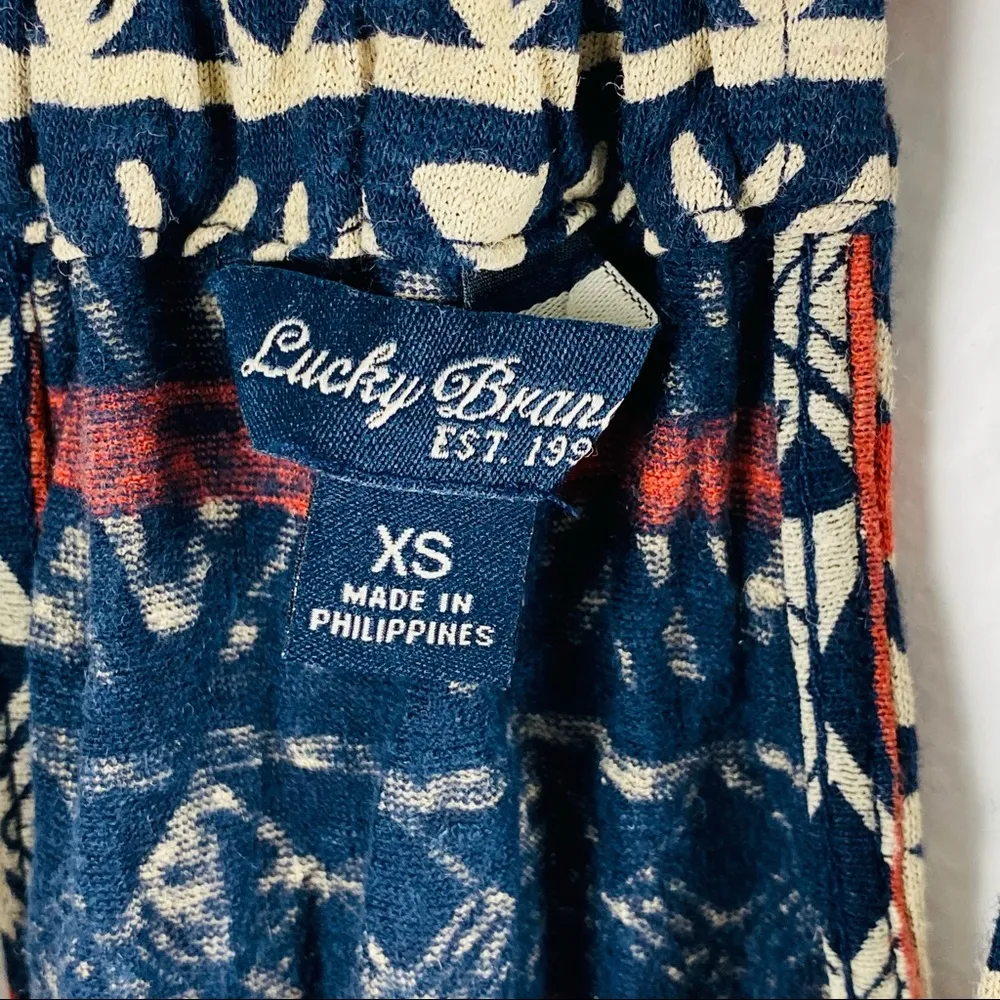 Lucky Bran
EST. 199
XS
MADE IN
PHILIPPINES